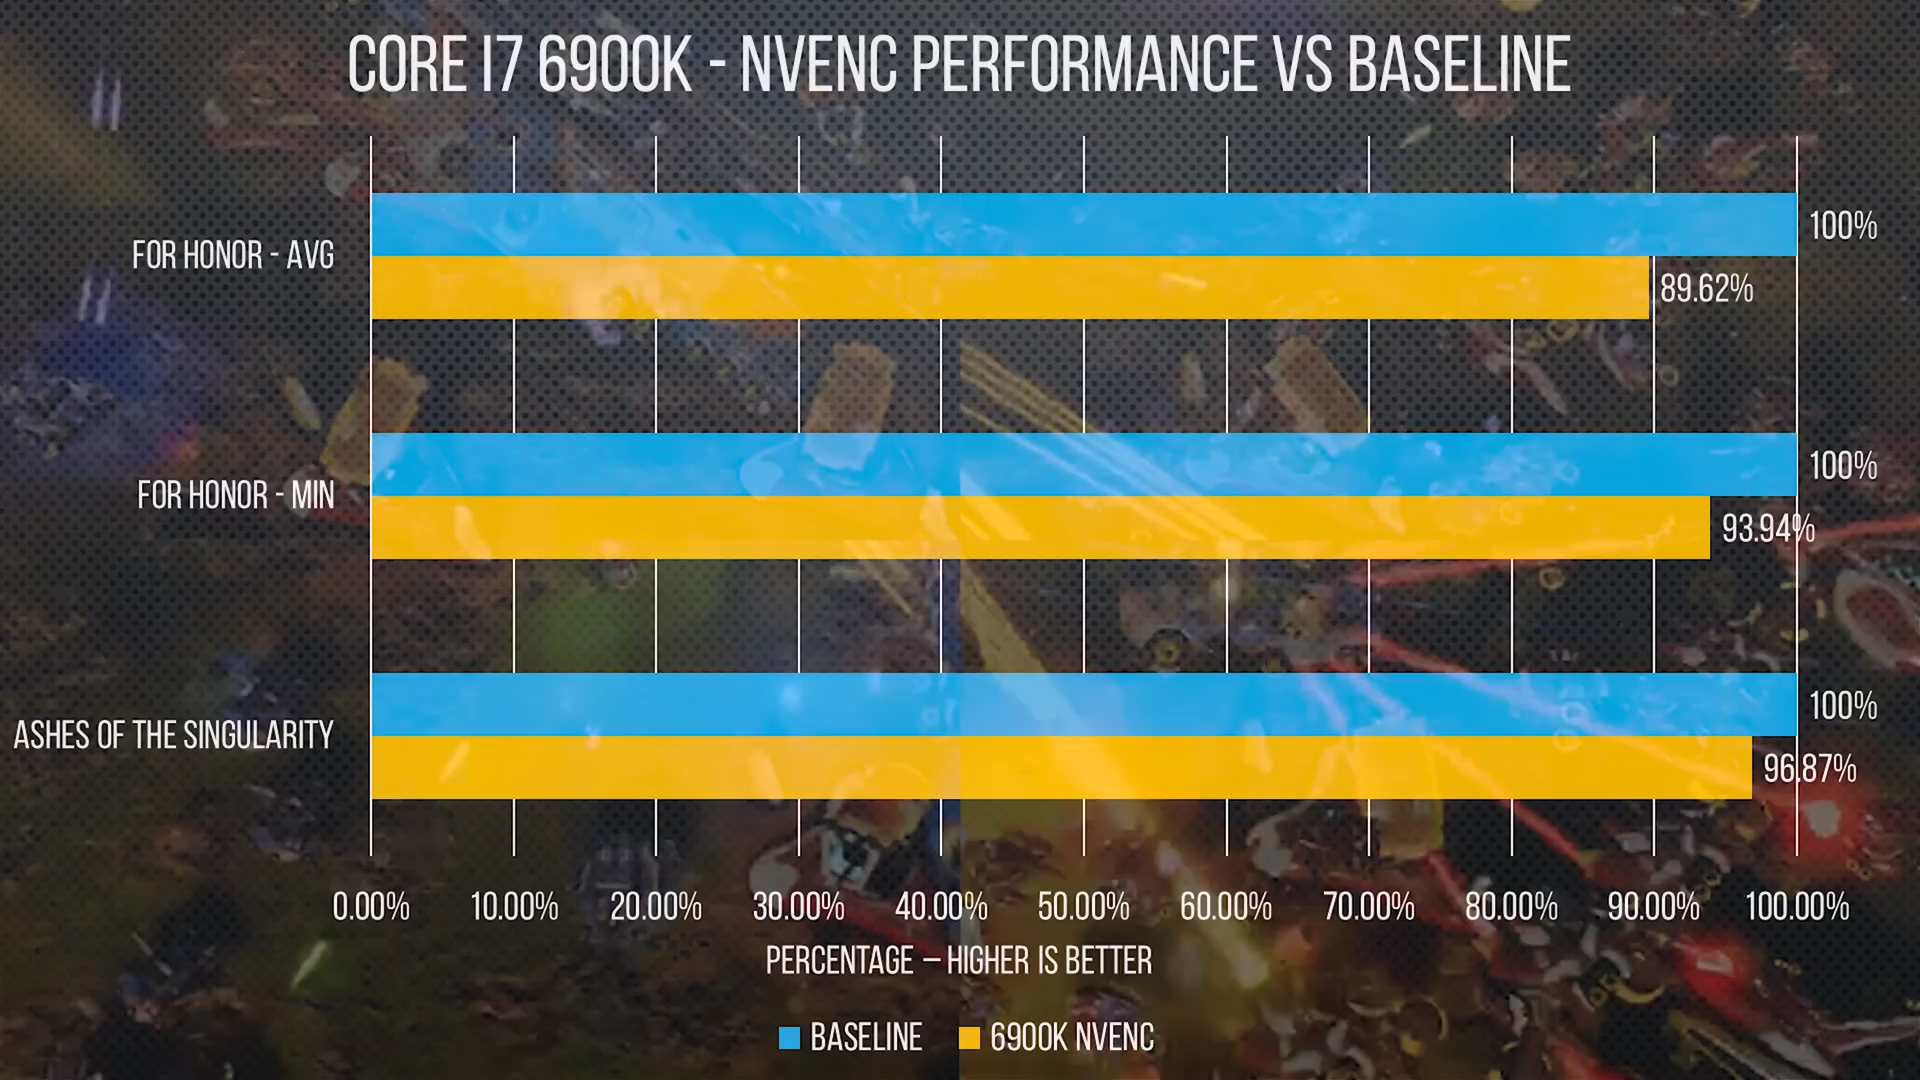 CORE I7 6900K - NVENC PERFORMANCE VS BASELINE
FOR HONOR - AVG
100%
89.62%
FOR HONOR - MIN
100%
93.94%
ASHES OF THE SINGULARITY
100%
96.87%
0.00% 10.00% 20.00% 30.00% 40.00% 50.00% 60.00% 70.00% 80.00% 90.00% 100.00%
PERCENTAGE – HIGHER IS BETTER
BASELINE 6900K NVENC